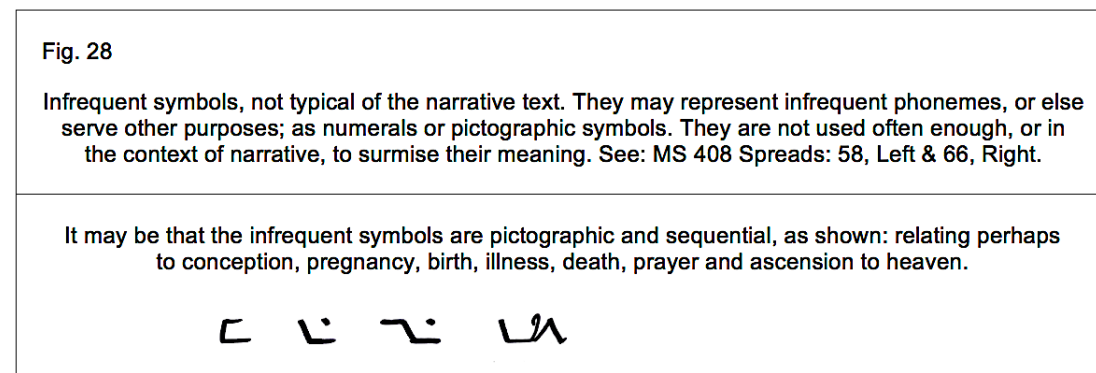 Fig. 28
Infrequent symbols, not typical of the narrative text. They may represent infrequent phonemes, or else
serve other purposes; as numerals or pictographic symbols. They are not used often enough, or in
the context of narrative, to surmise their meaning. See: MS 408 Spreads: 58, Left & 66, Right.
It may be that the infrequent symbols are pictographic and sequential, as shown: relating perhaps
to conception, pregnancy, birth, illness, death, prayer and ascension to heaven.